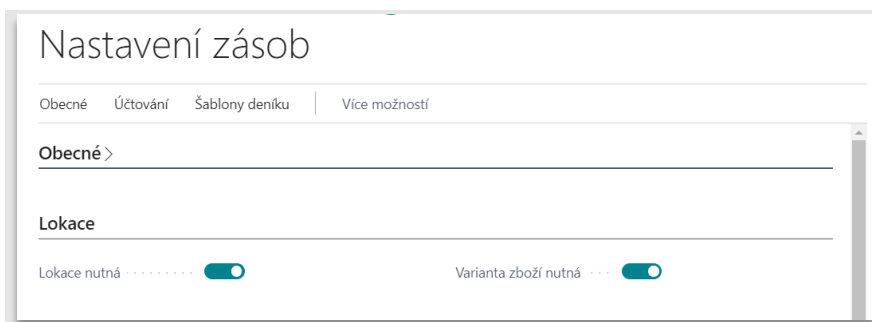 Nastavení zásob
Obecné Účtování Šablony deníku Více možností
Obecné >
Lokace
Lokace nutná Varianta zboží nutná